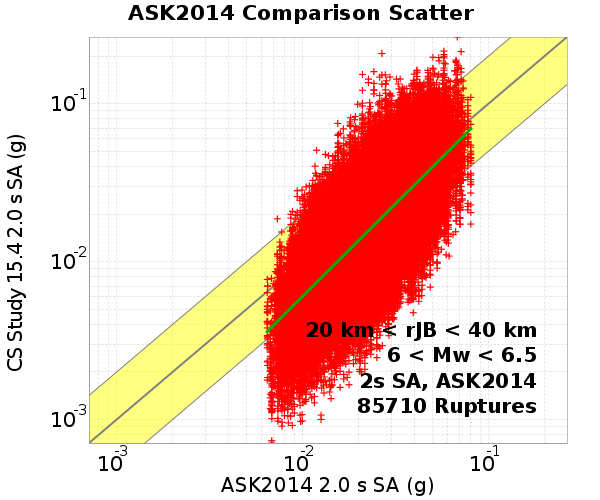 ASK2014 Comparison Scatter
CS Study 15.4 2.0 s SA (g)
10-1
10-2
10-3
20 km < rJB < 40 km
6 < Mw < 6.5
2s SA, ASK2014
85710 Ruptures
10-3 10-2 10-1
ASK2014 2.0 s SA (g)